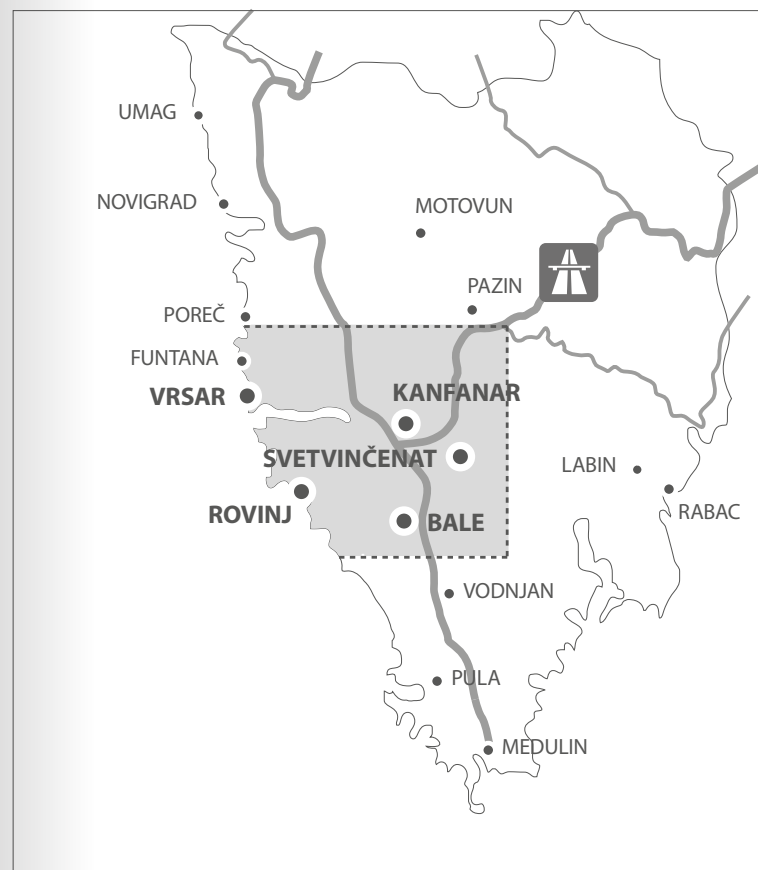 UMAG
NOVIGRAD
MOTOVUN
PAZIN
POREČ
FUNTANA
VRSAR
KANFANAR
SVETVINČENAT
LABIN
ROVINJ
RABAC
BALE
VODNJAN
PULA
MEDULIN